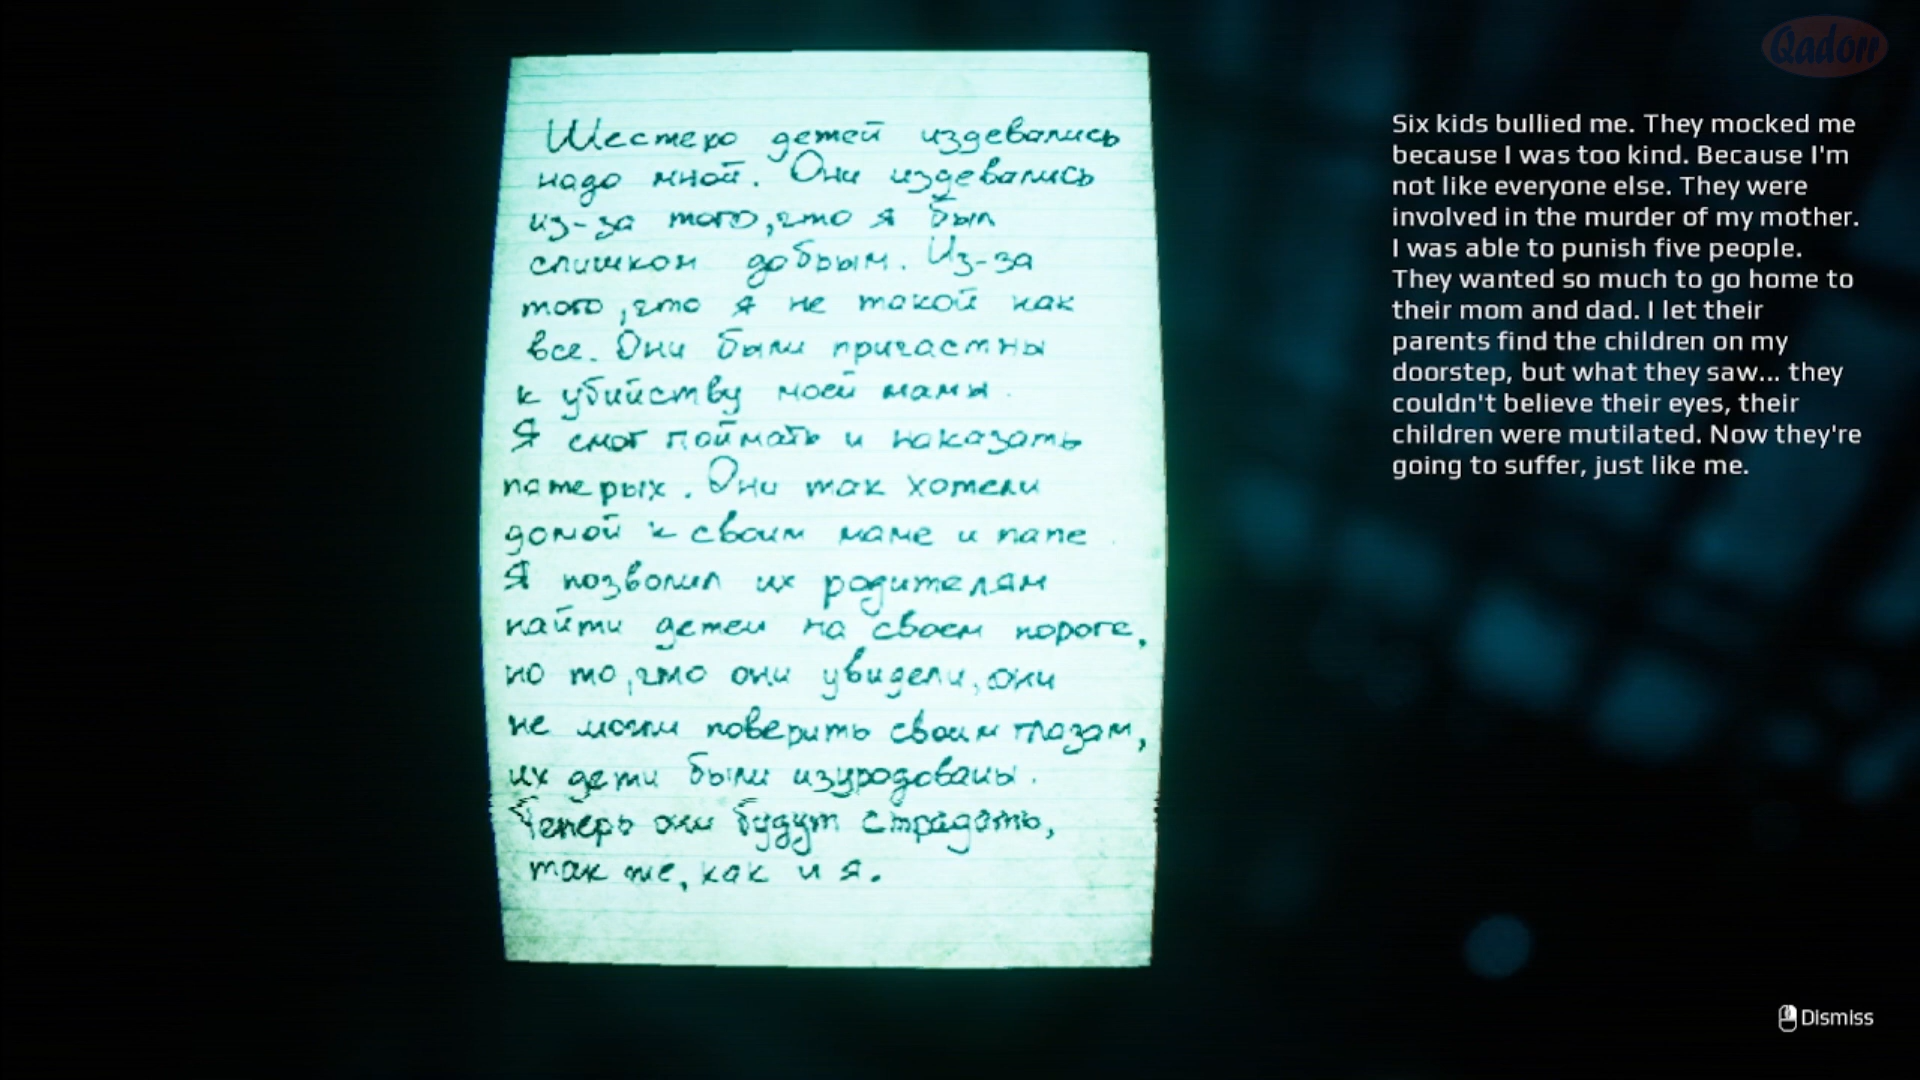 Qadorr
Шестеро детей издевались
надо мной. Они издевались
из-за того, что я был
слишком добрым. Из-за
того, что я не такой как
все. Они были причастны
к убийству моей мамы.
Я смог поймать и наказать
пятерых. Они так хотели
домой к своим маме и папе
Я позволил их родителям
найти детей на своем пороге,
но то, что они увидели, они
не могли поверить своим глазам,
их дети были изуродованы.
Теперь они будут страдать,
так же, как и я.
Six kids bullied me. They mocked me
because I was too kind. Because I'm
not like everyone else. They were
involved in the murder of my mother.
I was able to punish five people.
They wanted so much to go home to
their mom and dad. I let their
parents find the children on my
doorstep, but what they saw... they
couldn't believe their eyes, their
children were mutilated. Now they're
going to suffer, just like me.
Dismiss